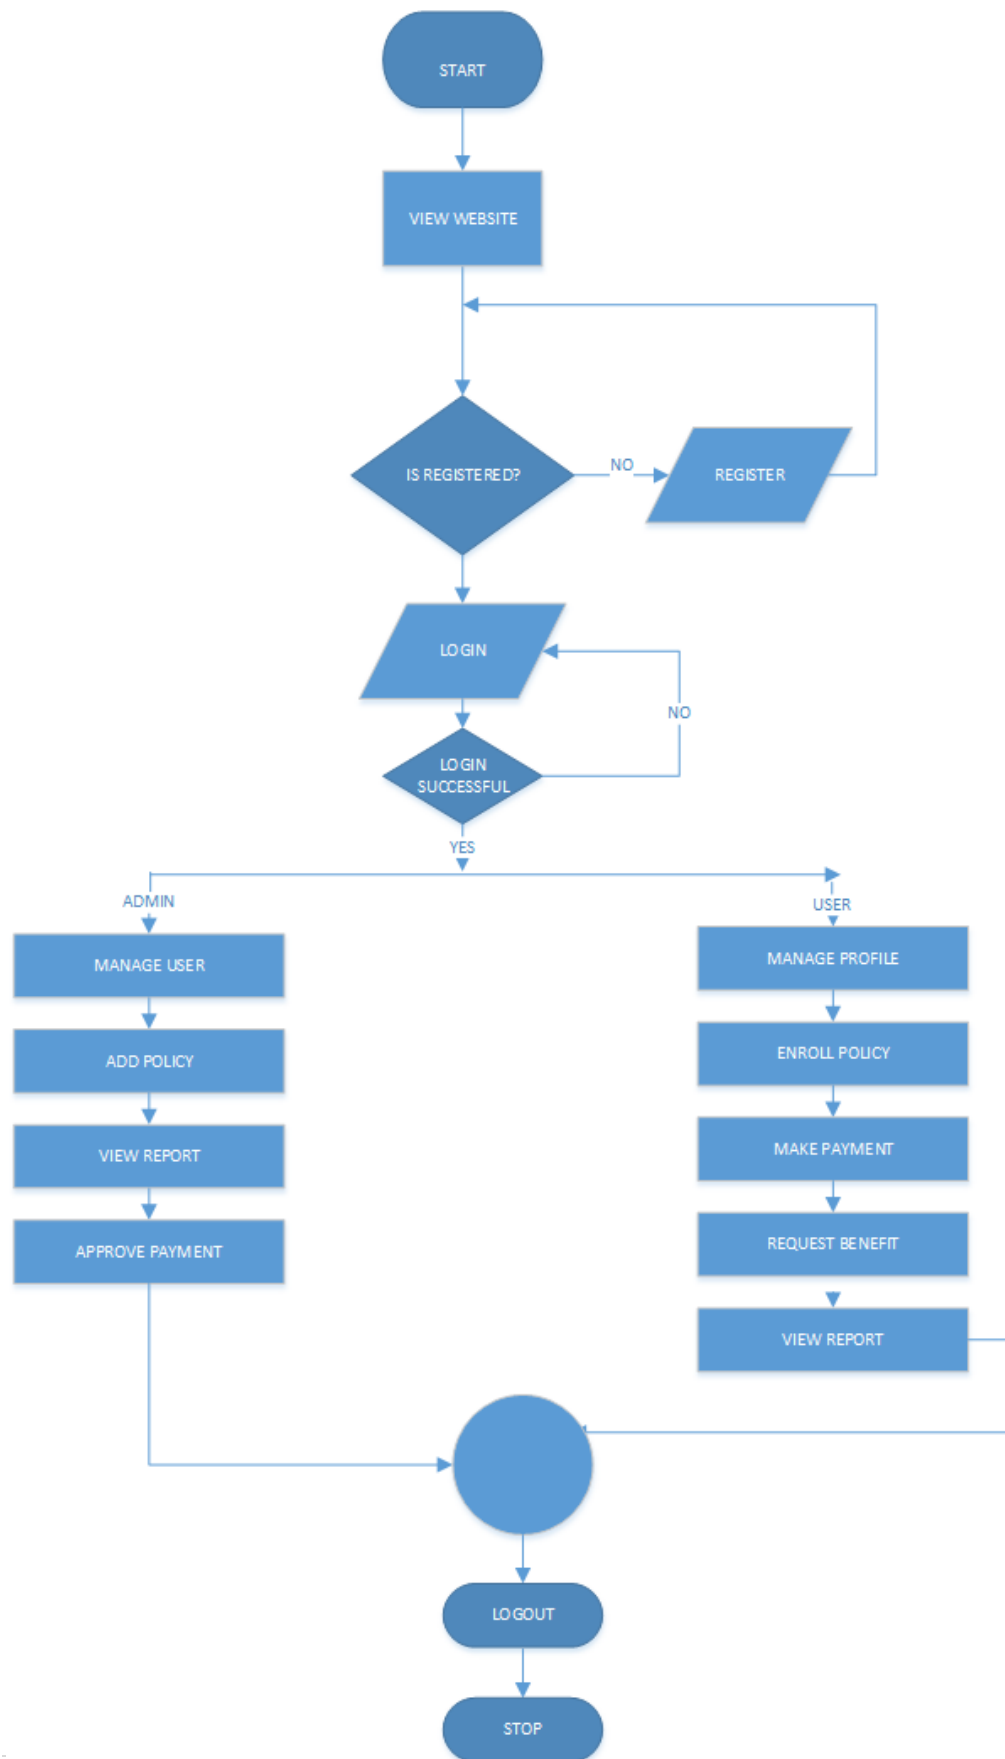 START
VIEW WEBSITE
IS REGISTERED?
NO
REGISTER
LOGIN
NO
LOGIN
SUCCESSFUL
YES
ADMIN
USER
MANAGE USER
MANAGE PROFILE
ADD POLICY
ENROLL POLICY
VIEW REPORT
MAKE PAYMENT
APPROVE PAYMENT
REQUEST BENEFIT
VIEW REPORT
LOGOUT
STOP